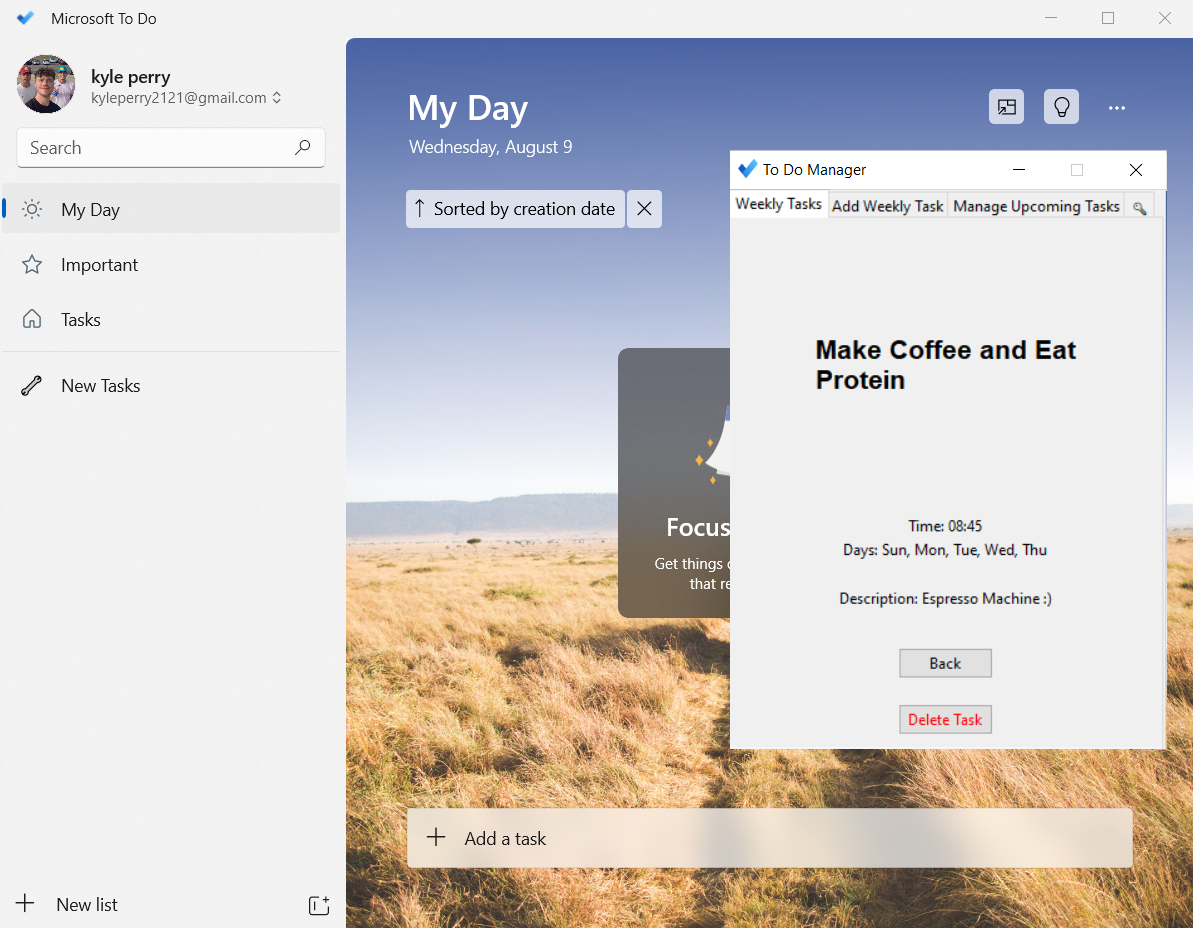 Microsoft To Do
kyle perry
kyleperry2121@gmail.com
Search
My Day
Important
Tasks
New Tasks
New list
My Day
Wednesday, August 9
↑ Sorted by creation date
Focus
Get things
that re
Add a task
To Do Manager
Weekly Tasks Add Weekly Task Manage Upcoming Tasks
Make Coffee and Eat
Protein
Time: 08:45
Days: Sun, Mon, Tue, Wed, Thu
Description: Espresso Machine :)
Back
Delete Task